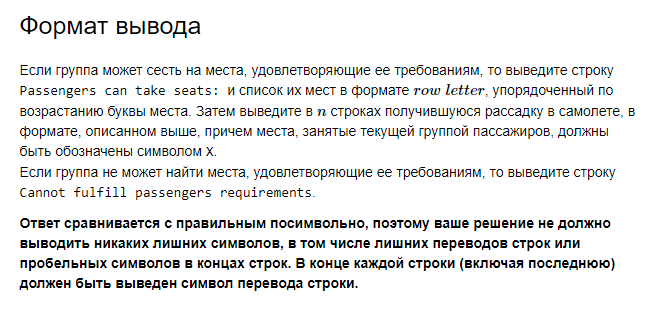 Формат вывода
Если группа может сесть на места, удовлетворяющие ее требованиям, то выведите строку
Passengers can take seats: и список их мест в формате row letter, упорядоченный по
возрастанию буквы места. Затем выведите в n строках получившуюся рассадку в самолете, в
формате, описанном выше, причем места, занятые текущей группой пассажиров, должны
быть обозначены символом X.
Если группа не может найти места, удовлетворяющие ее требованиям, то выведите строку
Cannot fulfill passengers requirements.
Ответ сравнивается с правильным посимвольно, поэтому ваше решение не должно
выводить никаких лишних символов, в том числе лишних переводов строк или
пробельных символов в концах строк. В конце каждой строки (включая последнюю)
должен быть выведен символ перевода строки.